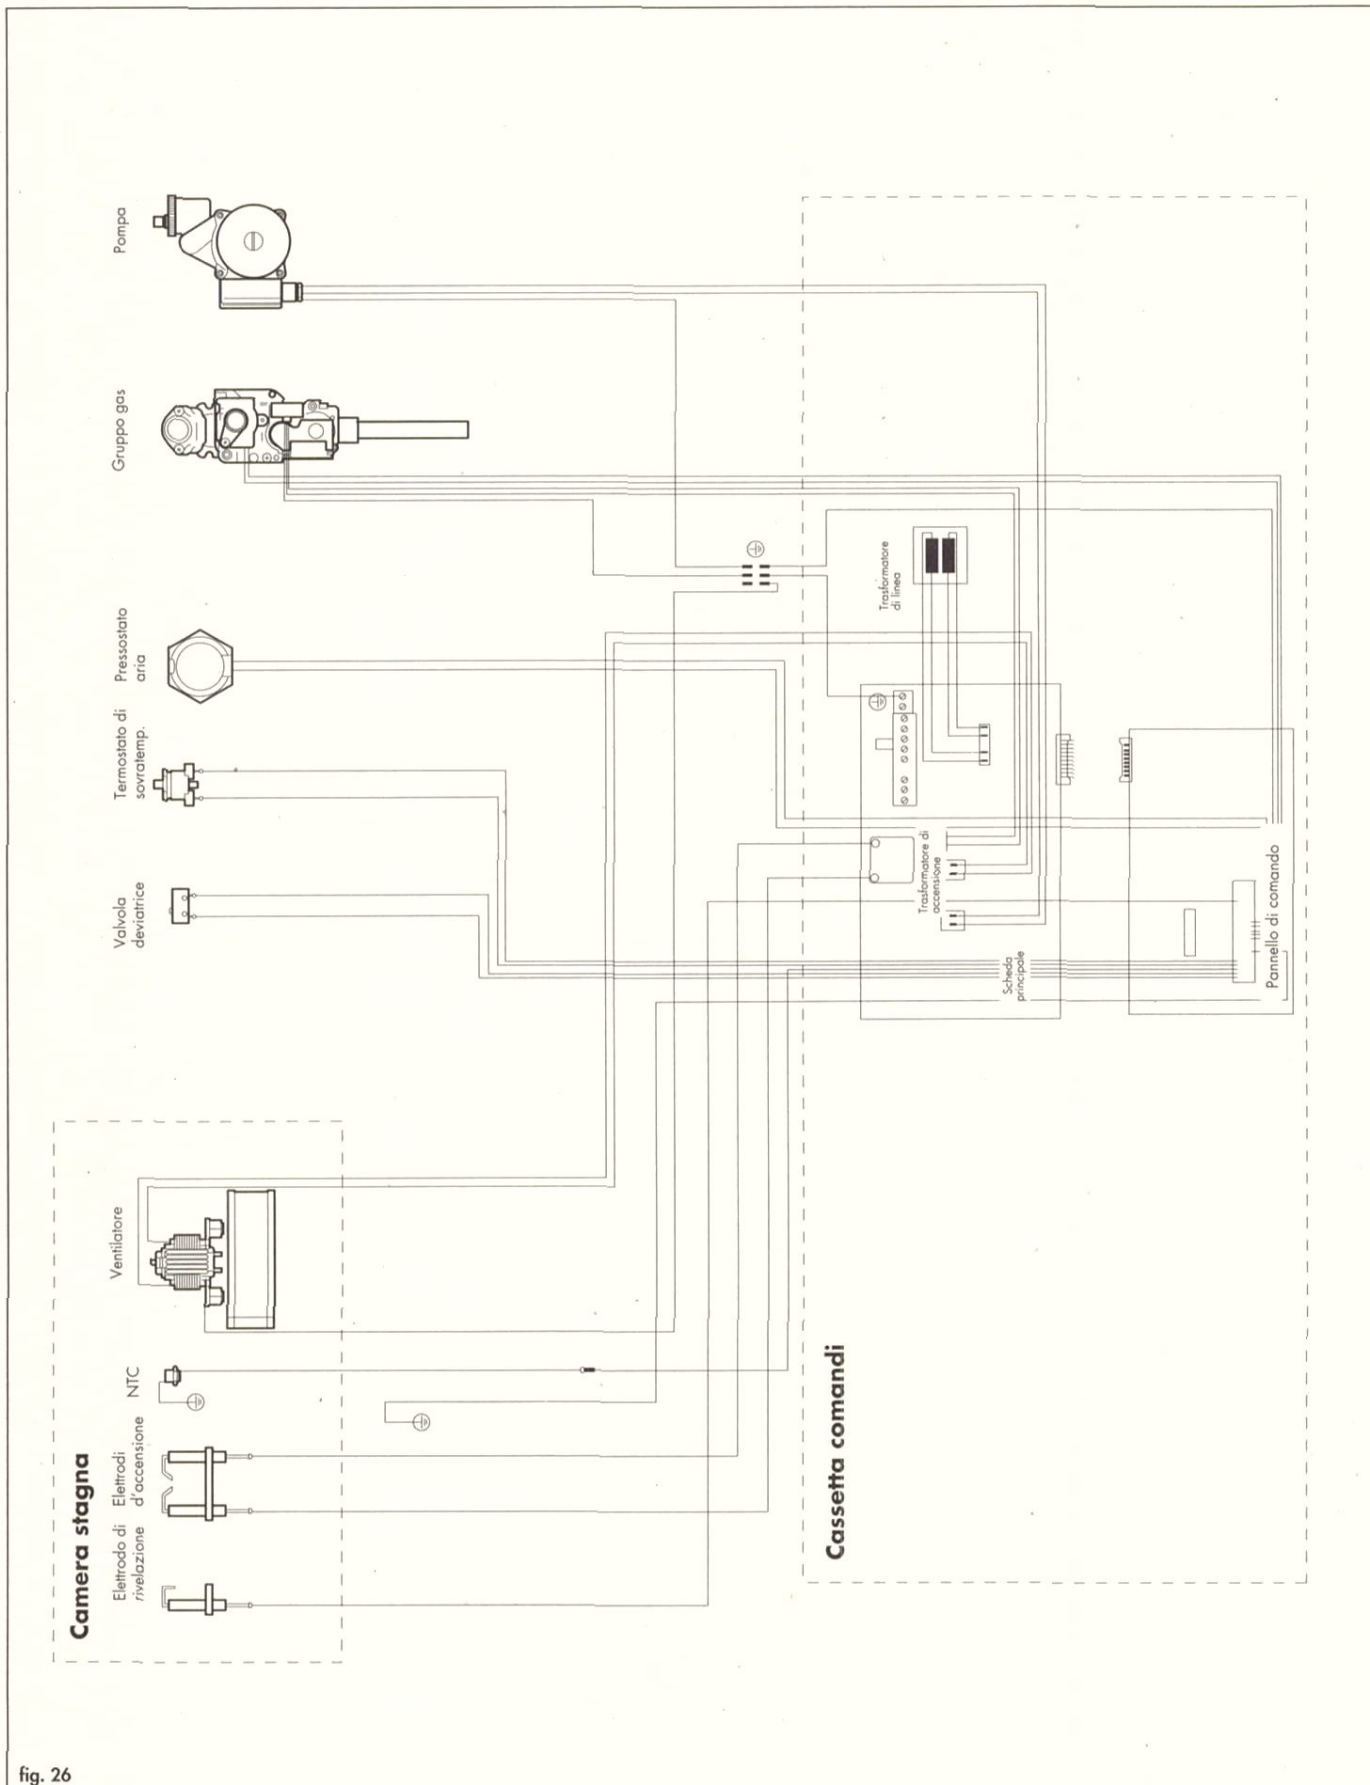 Pompa
Gruppo gas
Pressostato
aria
Termostato di
sovratemp.
Valvola
deviatrice
Ventilatore
NTC
Elettrodi
d'accensione
Elettrodo di
rivelazione
Camera stagna
Trasformatore
di linea
Trasformatore di
accensione
Scheda
principale
Pannello di comando
Cassetta comandi
fig. 26